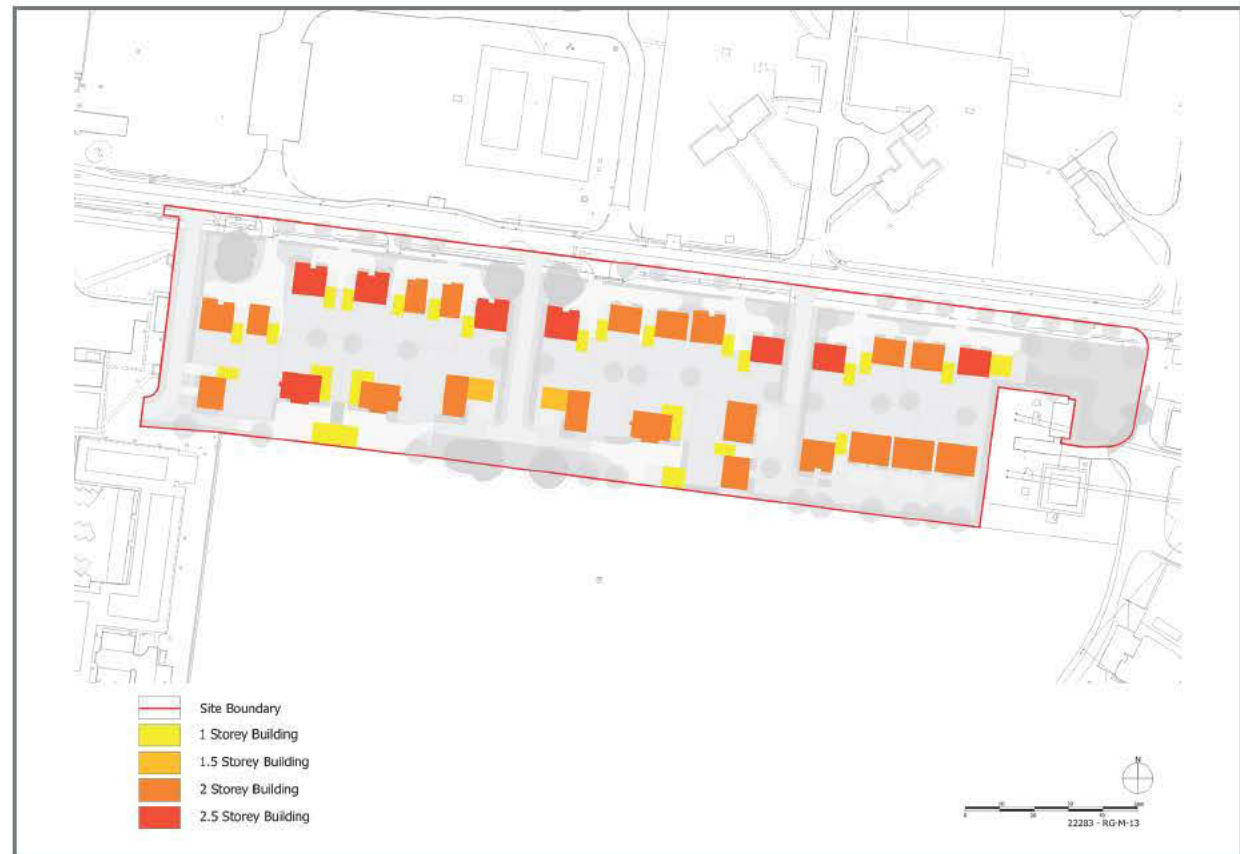 Site Boundary
1 Storey Building
1.5 Storey Building
2 Storey Building
2.5 Storey Building
N
22283 - RG-M-13